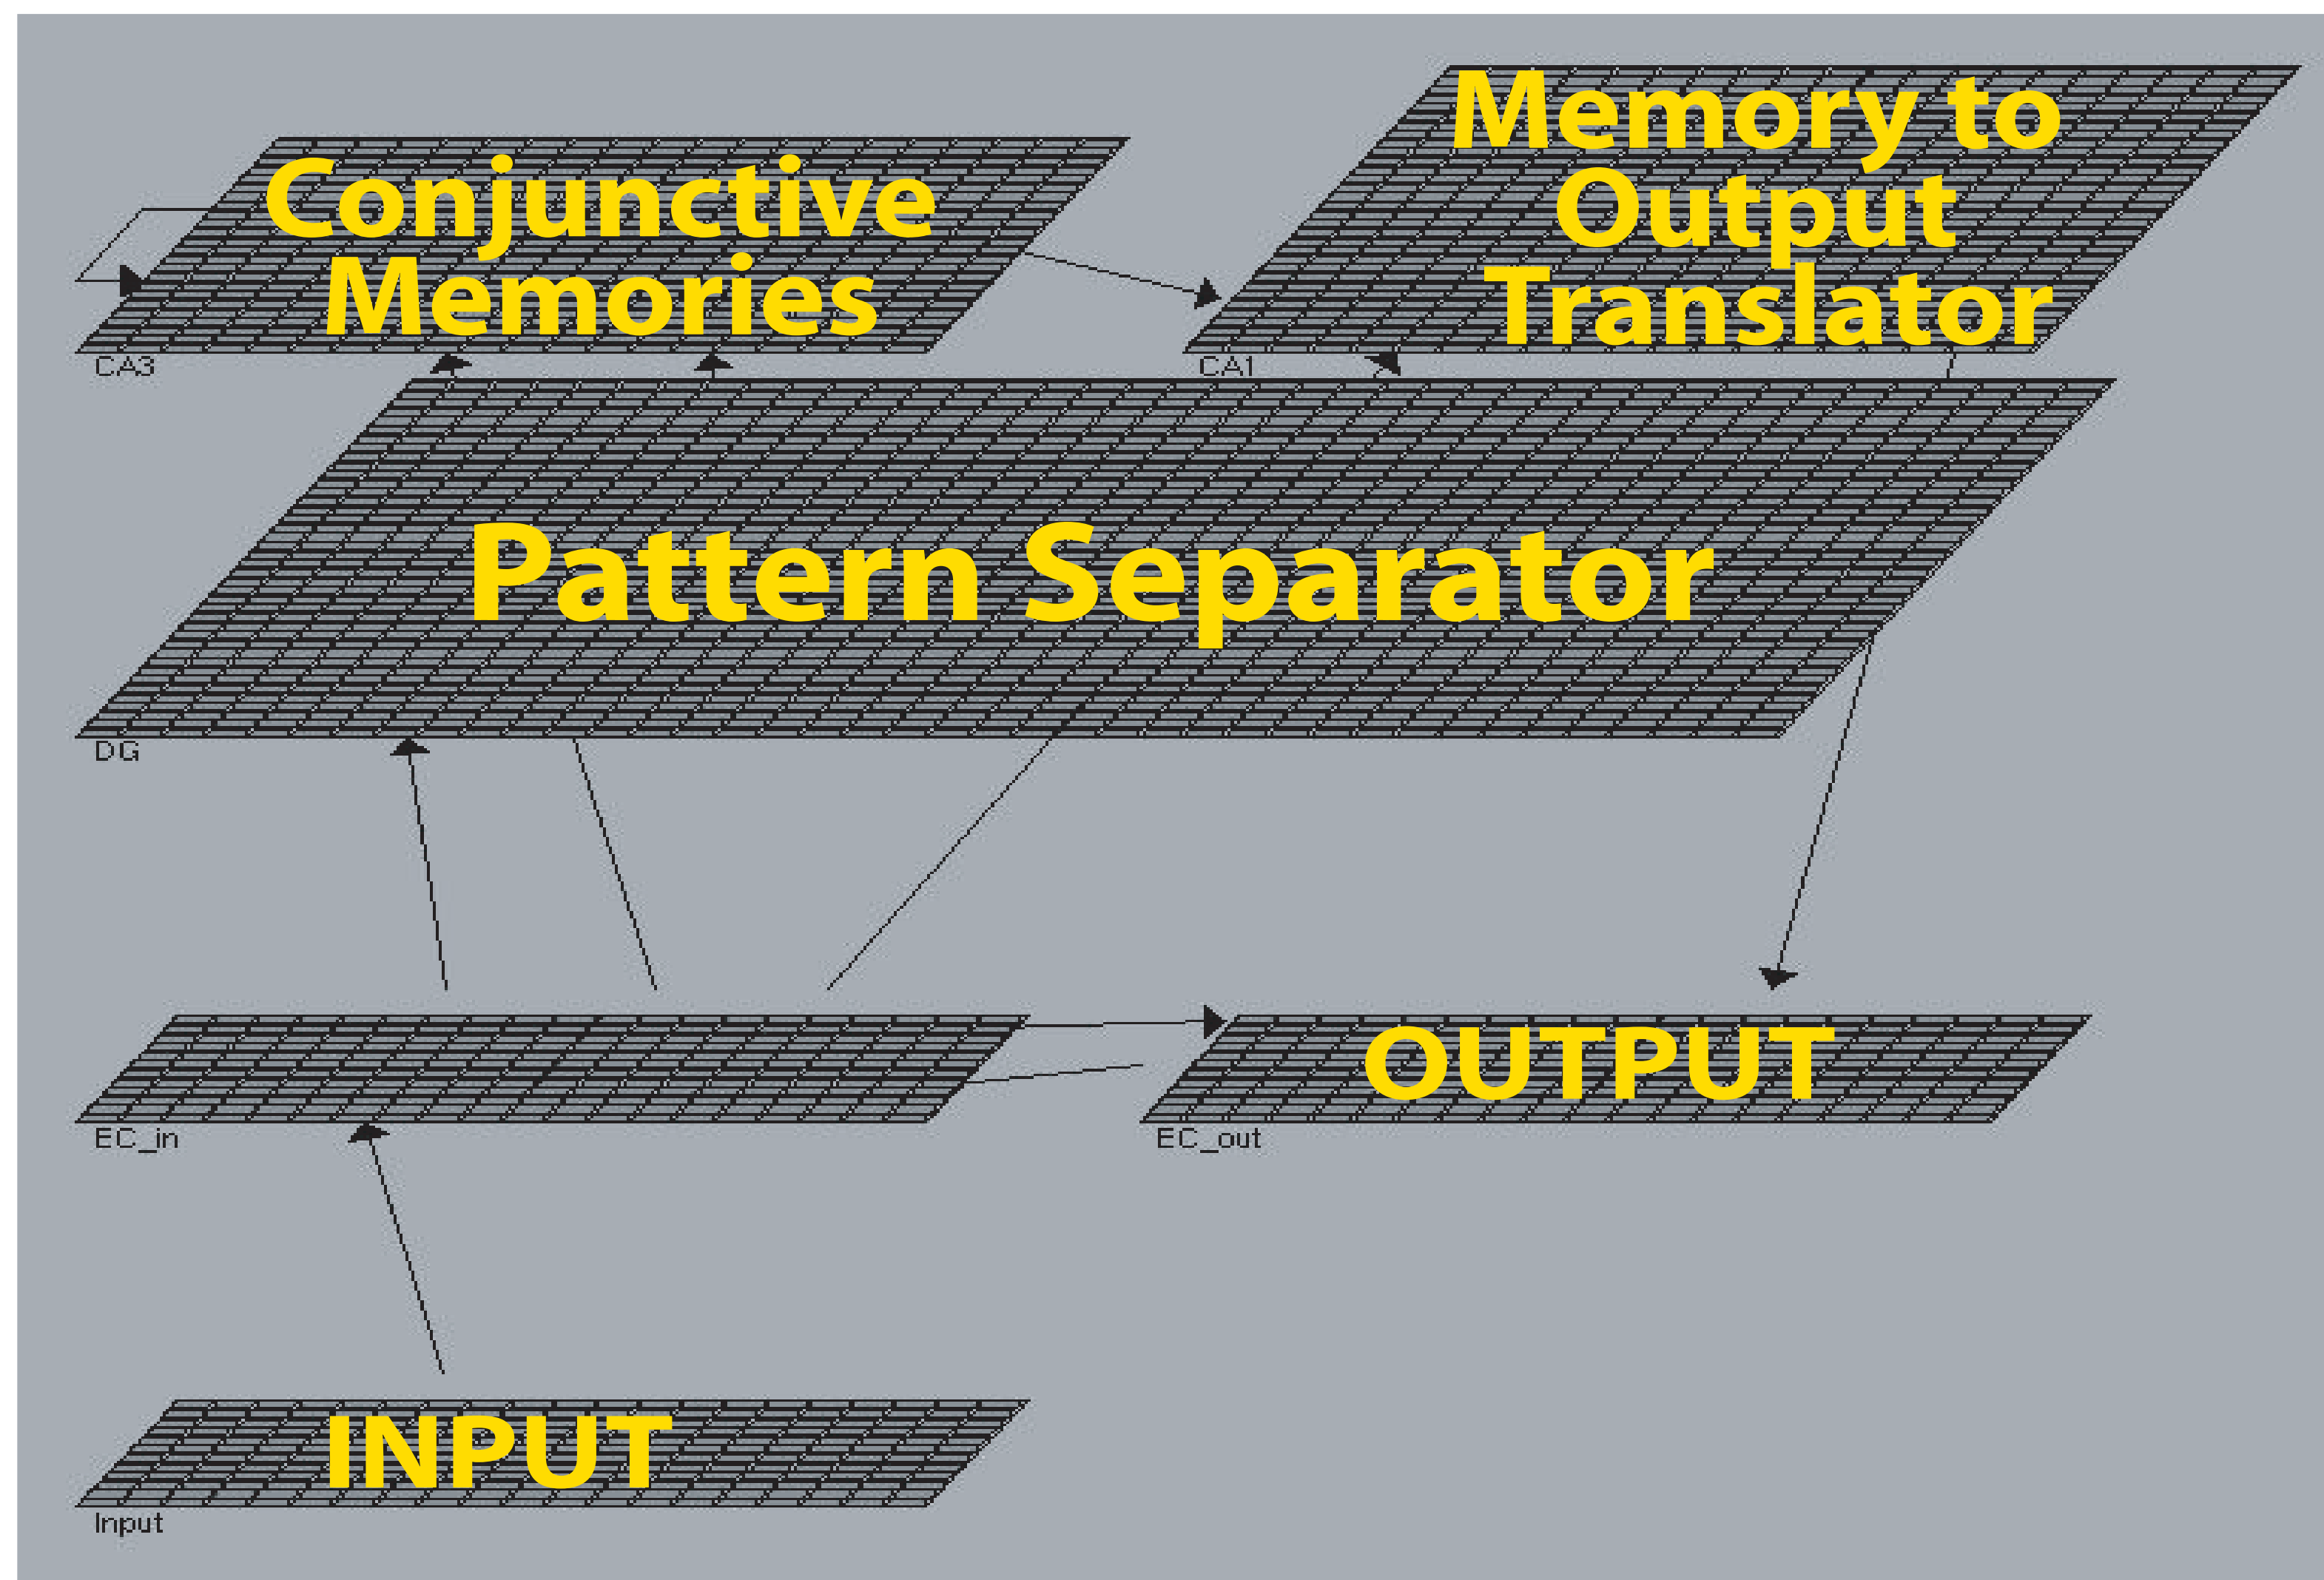 Conjunctive
Memories
CA3
Memory to
Output
Translator
CA1
Pattern Separator
DG
EC_in
OUTPUT
EC_out
INPUT
Input